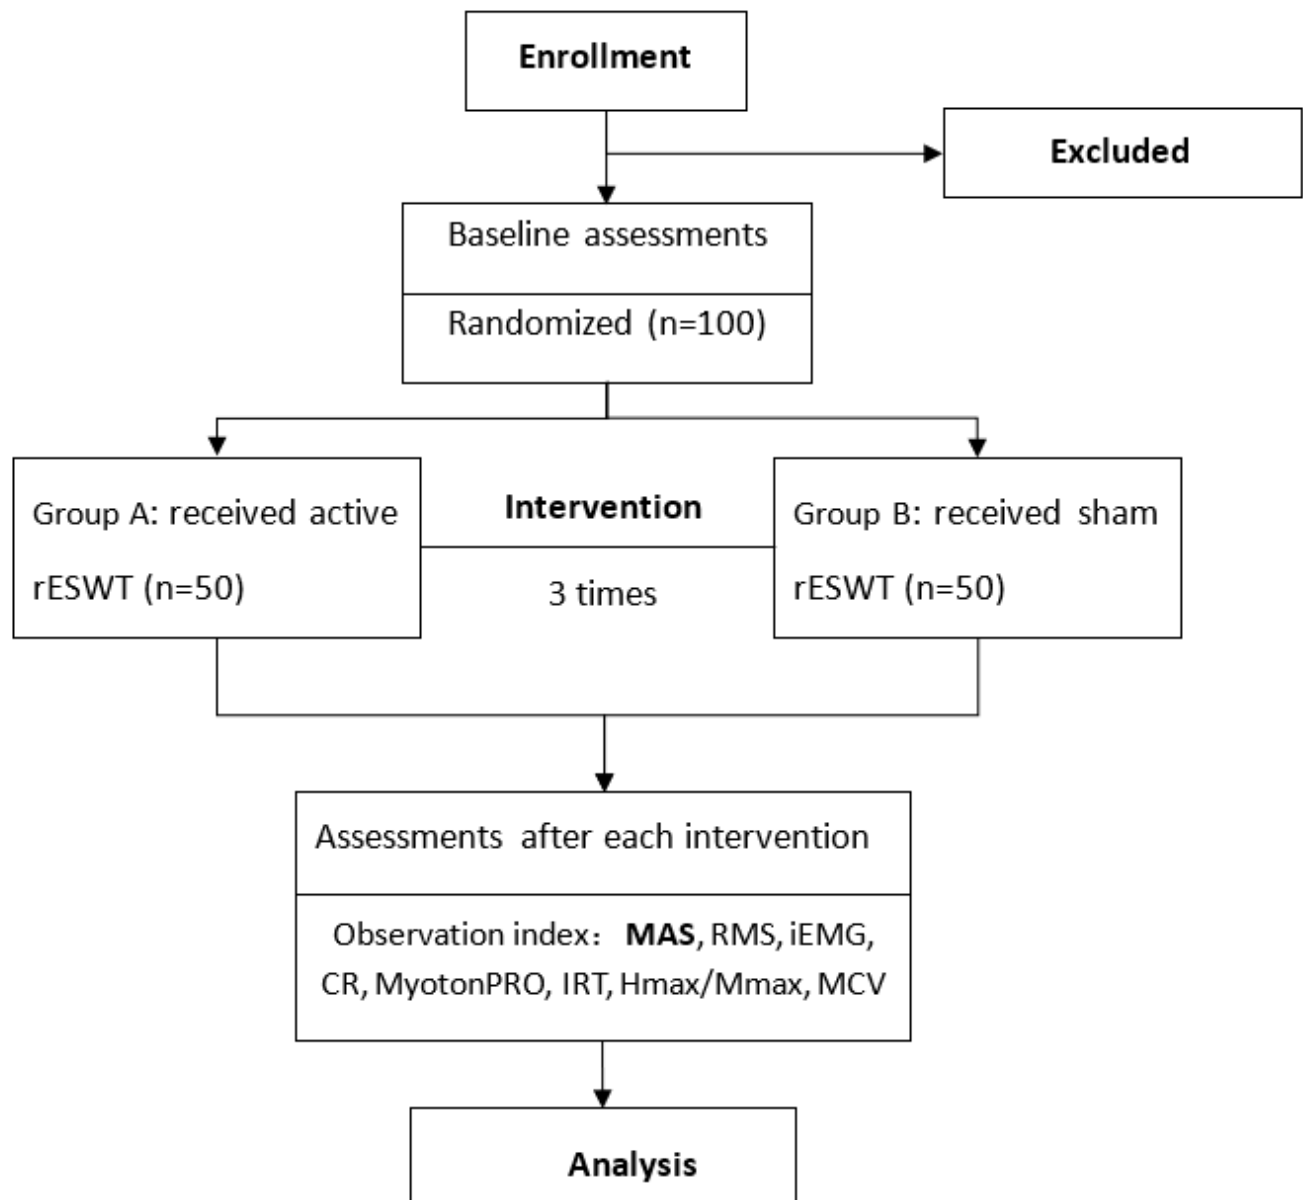 Enrollment
Excluded
Baseline assessments
Randomized (n=100)
Group A: received active
rESWT (n=50)
Intervention
3 times
Group B: received sham
rESWT (n=50)
Assessments after each intervention
Observation index： MAS, RMS, iEMG,
CR, MyotonPRO, IRT, Hmax/Mmax, MCV
Analysis